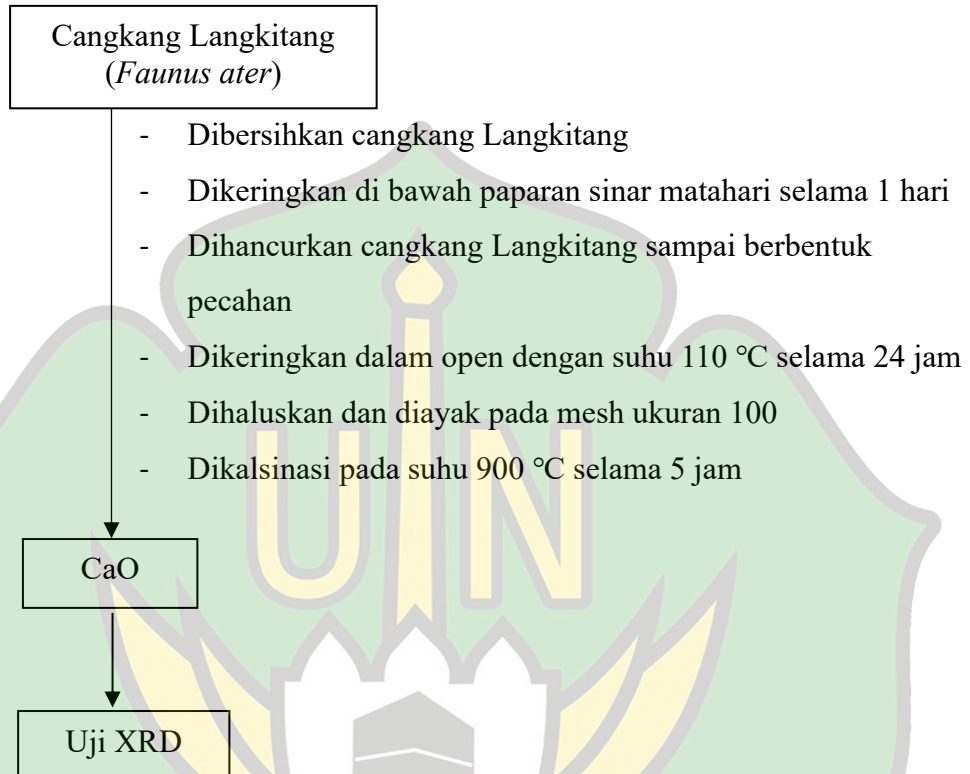 Cangkang Langkitang
(Faunus ater)
- Dibersihkan cangkang Langkitang
- Dikeringkan di bawah paparan sinar matahari selama 1 hari
- Dihancurkan cangkang Langkitang sampai berbentuk
pecahan
- Dikeringkan dalam open dengan suhu 110 °C selama 24 jam
- Dihaluskan dan diayak pada mesh ukuran 100
- Dikalsinasi pada suhu 900 °C selama 5 jam
UIN
CaO
Uji XRD